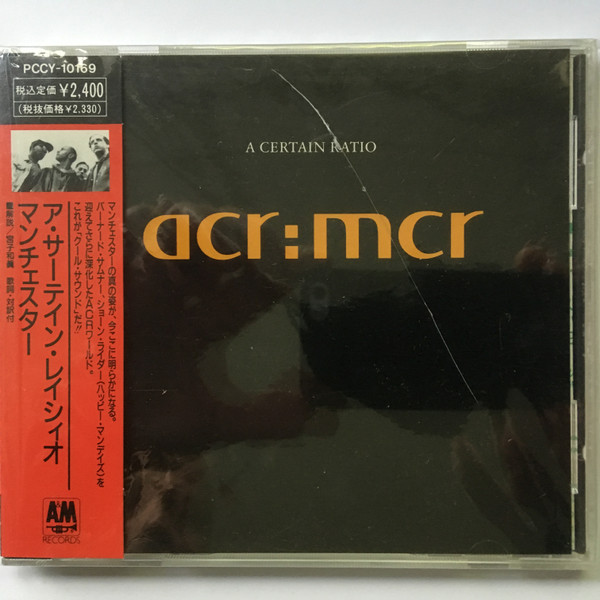 PCCY-10169
税込定価¥2,400
(税抜価格¥2.330)
マンチェスターの真の姿が、今ここに明らかになる。
バーナード・サムナー、ショーン・ライダー(ハッピー・マンデイズ)を
迎えてさらに深化したACRワールド。
これが「クール・サウンド」だ!!
ア・サーテイン・レイシィオ
マンチェスター
歌詞・対訳付
A&M
RECORDS
A CERTAIN RATIO
acr:mcr